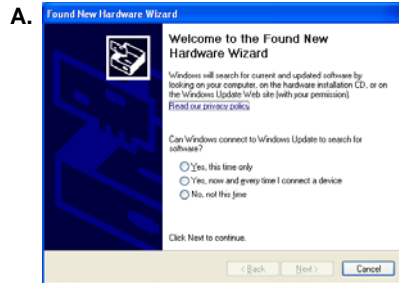 A.
Found New Hardware Wizard
Welcome to the Found New
Hardware Wizard
Windows will search for current and updated software by
looking on your computer, on the hardware installation CD, or on
the Windows Update Web site (with your permission).
Read our privacy policy
Can Windows connect to Windows Update to search for
software?
Yes, this time only
Yes, now and every time I connect a device
No, not this time
Click Next to continue.
< Back
Next >
Cancel